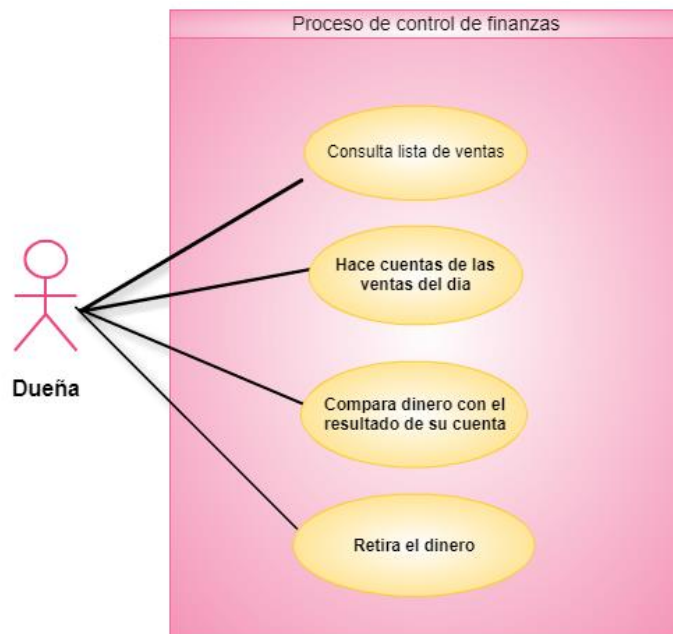 Proceso de control de finanzas
Consulta lista de ventas
Hace cuentas de las
ventas del dia
Dueña
Compara dinero con el
resultado de su cuenta
Retira el dinero